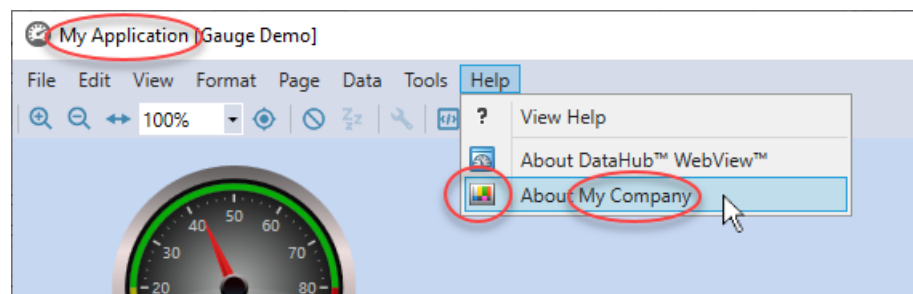 My Application [Gauge Demo]
File Edit View Format Page Data Tools Help
100%
? View Help
About DataHub™ WebView™
About My Company
50
40 60
30 70
20 80